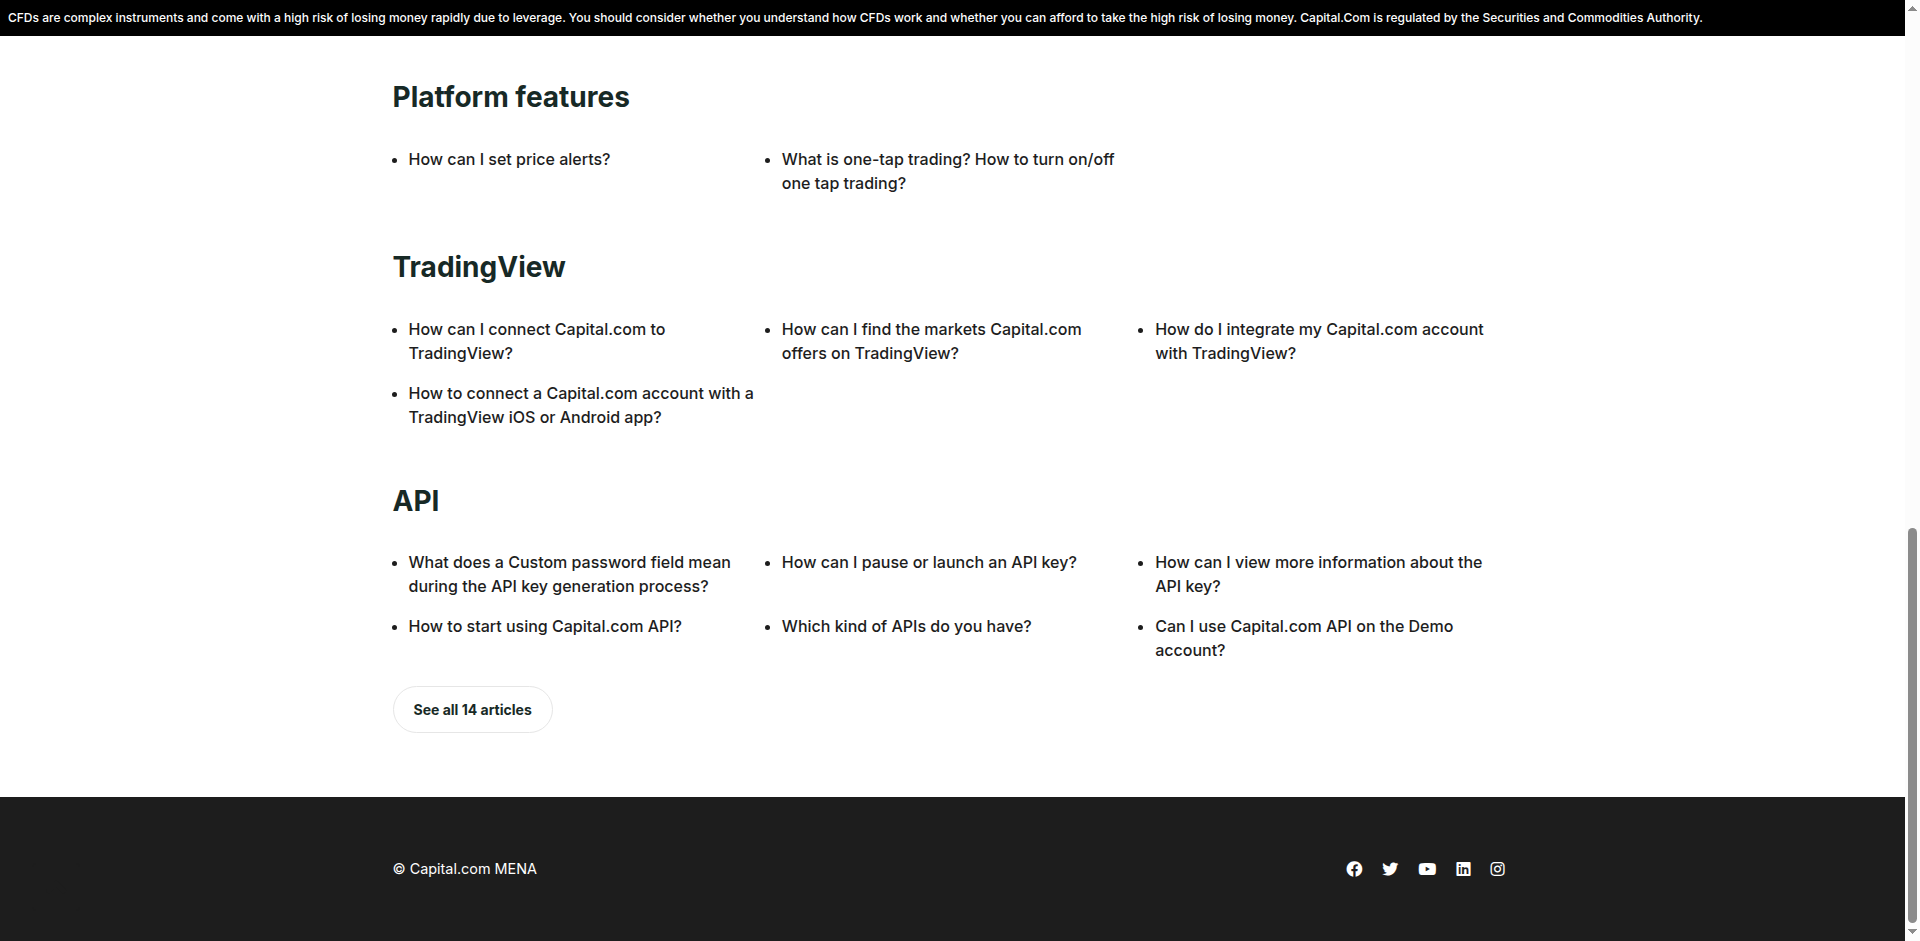 CFDs are complex instruments and come with a high risk of losing money rapidly due to leverage. You should consider whether you understand how CFDs work and whether you can afford to take the high risk of losing money. Capital.Com is regulated by the Securities and Commodities Authority.
Platform features
How can I set price alerts?
What is one-tap trading? How to turn on/off
one tap trading?
TradingView
How can I connect Capital.com to
TradingView?
How can I find the markets Capital.com
offers on TradingView?
How do I integrate my Capital.com account
with TradingView?
How to connect a Capital.com account with a
TradingView iOS or Android app?
API
What does a Custom password field mean
during the API key generation process?
How can I pause or launch an API key?
How can I view more information about the
API key?
How to start using Capital.com API?
Which kind of APIs do you have?
Can I use Capital.com API on the Demo
account?
See all 14 articles
© Capital.com MENA